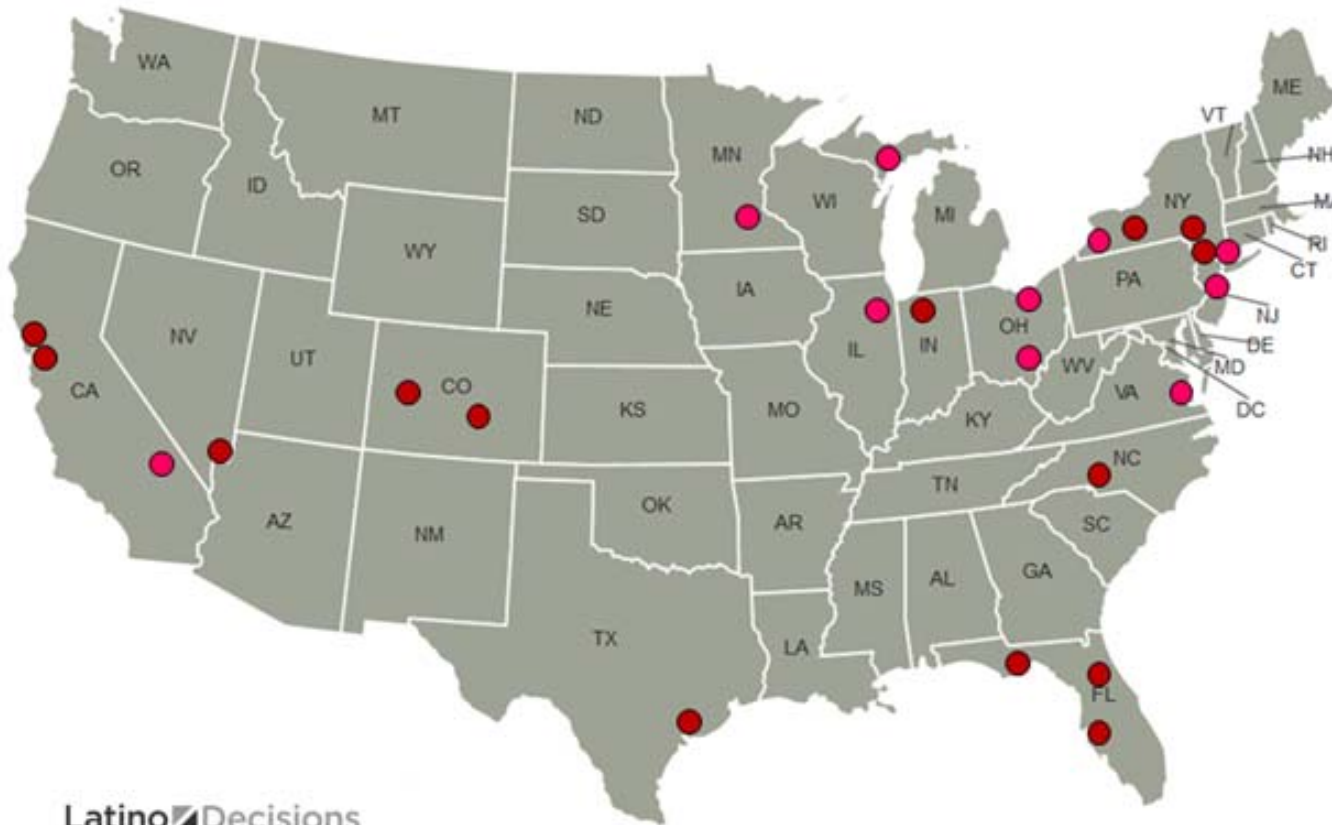 WA
MT
ND
MN
ME
VT
NH
OR
ID
SD
WI
MI
NY
MA
RI
CT
WY
IA
PA
NE
NJ
NV
UT
CO
IL
IN
OH
DE
MD
CA
KS
MO
WV
VA
DC
KY
NC
AZ
NM
OK
AR
TN
SC
MS
AL
GA
TX
LA
FL
Latino Decisions